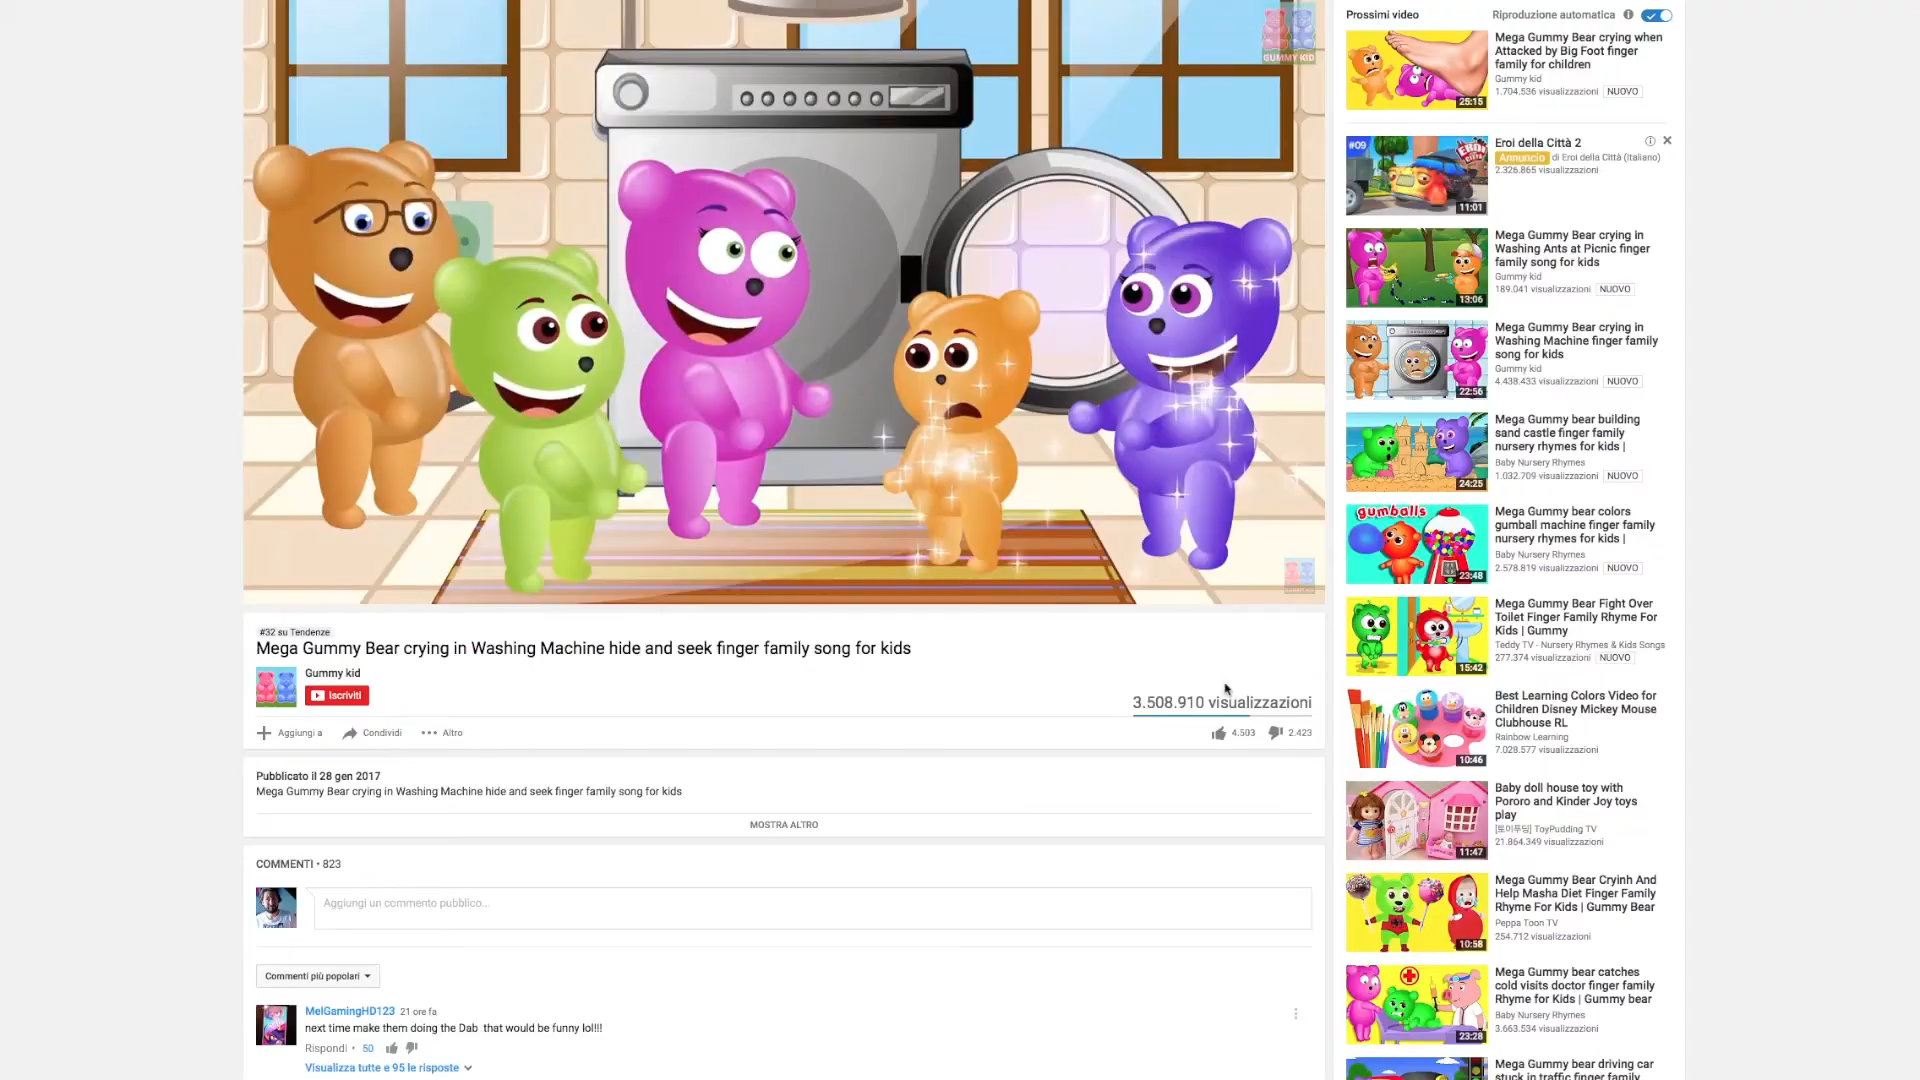 GUMMY KID
#32 su Tendenze
Mega Gummy Bear crying in Washing Machine hide and seek finger family song for kids
Gummy kid
Iscriviti
3.508.910 visualizzazioni
Aggiungi a
Condividi
Altro
4.503
2.423
Pubblicato il 28 gen 2017
Mega Gummy Bear crying in Washing Machine hide and seek finger family song for kids
MOSTRA ALTRO
COMMENTI • 823
Aggiungi un commento pubblico...
Commenti più popolari
MelGamingHD123 21 ore fa
next time make them doing the Dab that would be funny lol!!!
Rispondi • 50
Visualizza tutte e 95 le risposte
Prossimi video
Riproduzione automatica
Mega Gummy Bear crying when
Attacked by Big Foot finger
family for children
Gummy kid
1.704.536 visualizzazioni NUOVO
25:15
#09
EROI
11:01
Eroi della Città 2
Annuncio di Eroi della Città (Italiano)
2.326.865 visualizzazioni
Mega Gummy Bear crying in
Washing Ants at Picnic finger
family song for kids
Gummy kid
189.041 visualizzazioni NUOVO
13:06
Mega Gummy Bear crying in
Washing Machine finger family
song for kids
Gummy kid
4.438.433 visualizzazioni NUOVO
22:56
Mega Gummy bear building
sand castle finger family
nursery rhymes for kids |
Baby Nursery Rhymes
1.032.709 visualizzazioni NUOVO
24:25
gumballs
23:48
Mega Gummy bear colors
gumball machine finger family
nursery rhymes for kids |
Baby Nursery Rhymes
2.578.819 visualizzazioni NUOVO
Mega Gummy Bear Fight Over
Toilet Finger Family Rhyme For
Kids | Gummy
Teddy TV - Nursery Rhymes & Kids Songs
277.374 visualizzazioni NUOVO
15:42
Best Learning Colors Video for
Children Disney Mickey Mouse
Clubhouse RL
Rainbow Learning
7.028.577 visualizzazioni
10:46
Baby doll house toy with
Pororo and Kinder Joy toys
play
[토이푸딩] ToyPudding TV
21.864.349 visualizzazioni
11:47
Mega Gummy Bear Cryinh And
Help Masha Diet Finger Family
Rhyme For Kids | Gummy Bear
Peppa Toon TV
254.712 visualizzazioni
10:58
Mega Gummy bear catches
cold visits doctor finger family
Rhyme for Kids | Gummy bear
Baby Nursery Rhymes
3.663.534 visualizzazioni
23:28
Mega Gummy bear driving car
stuck in traffic finger family